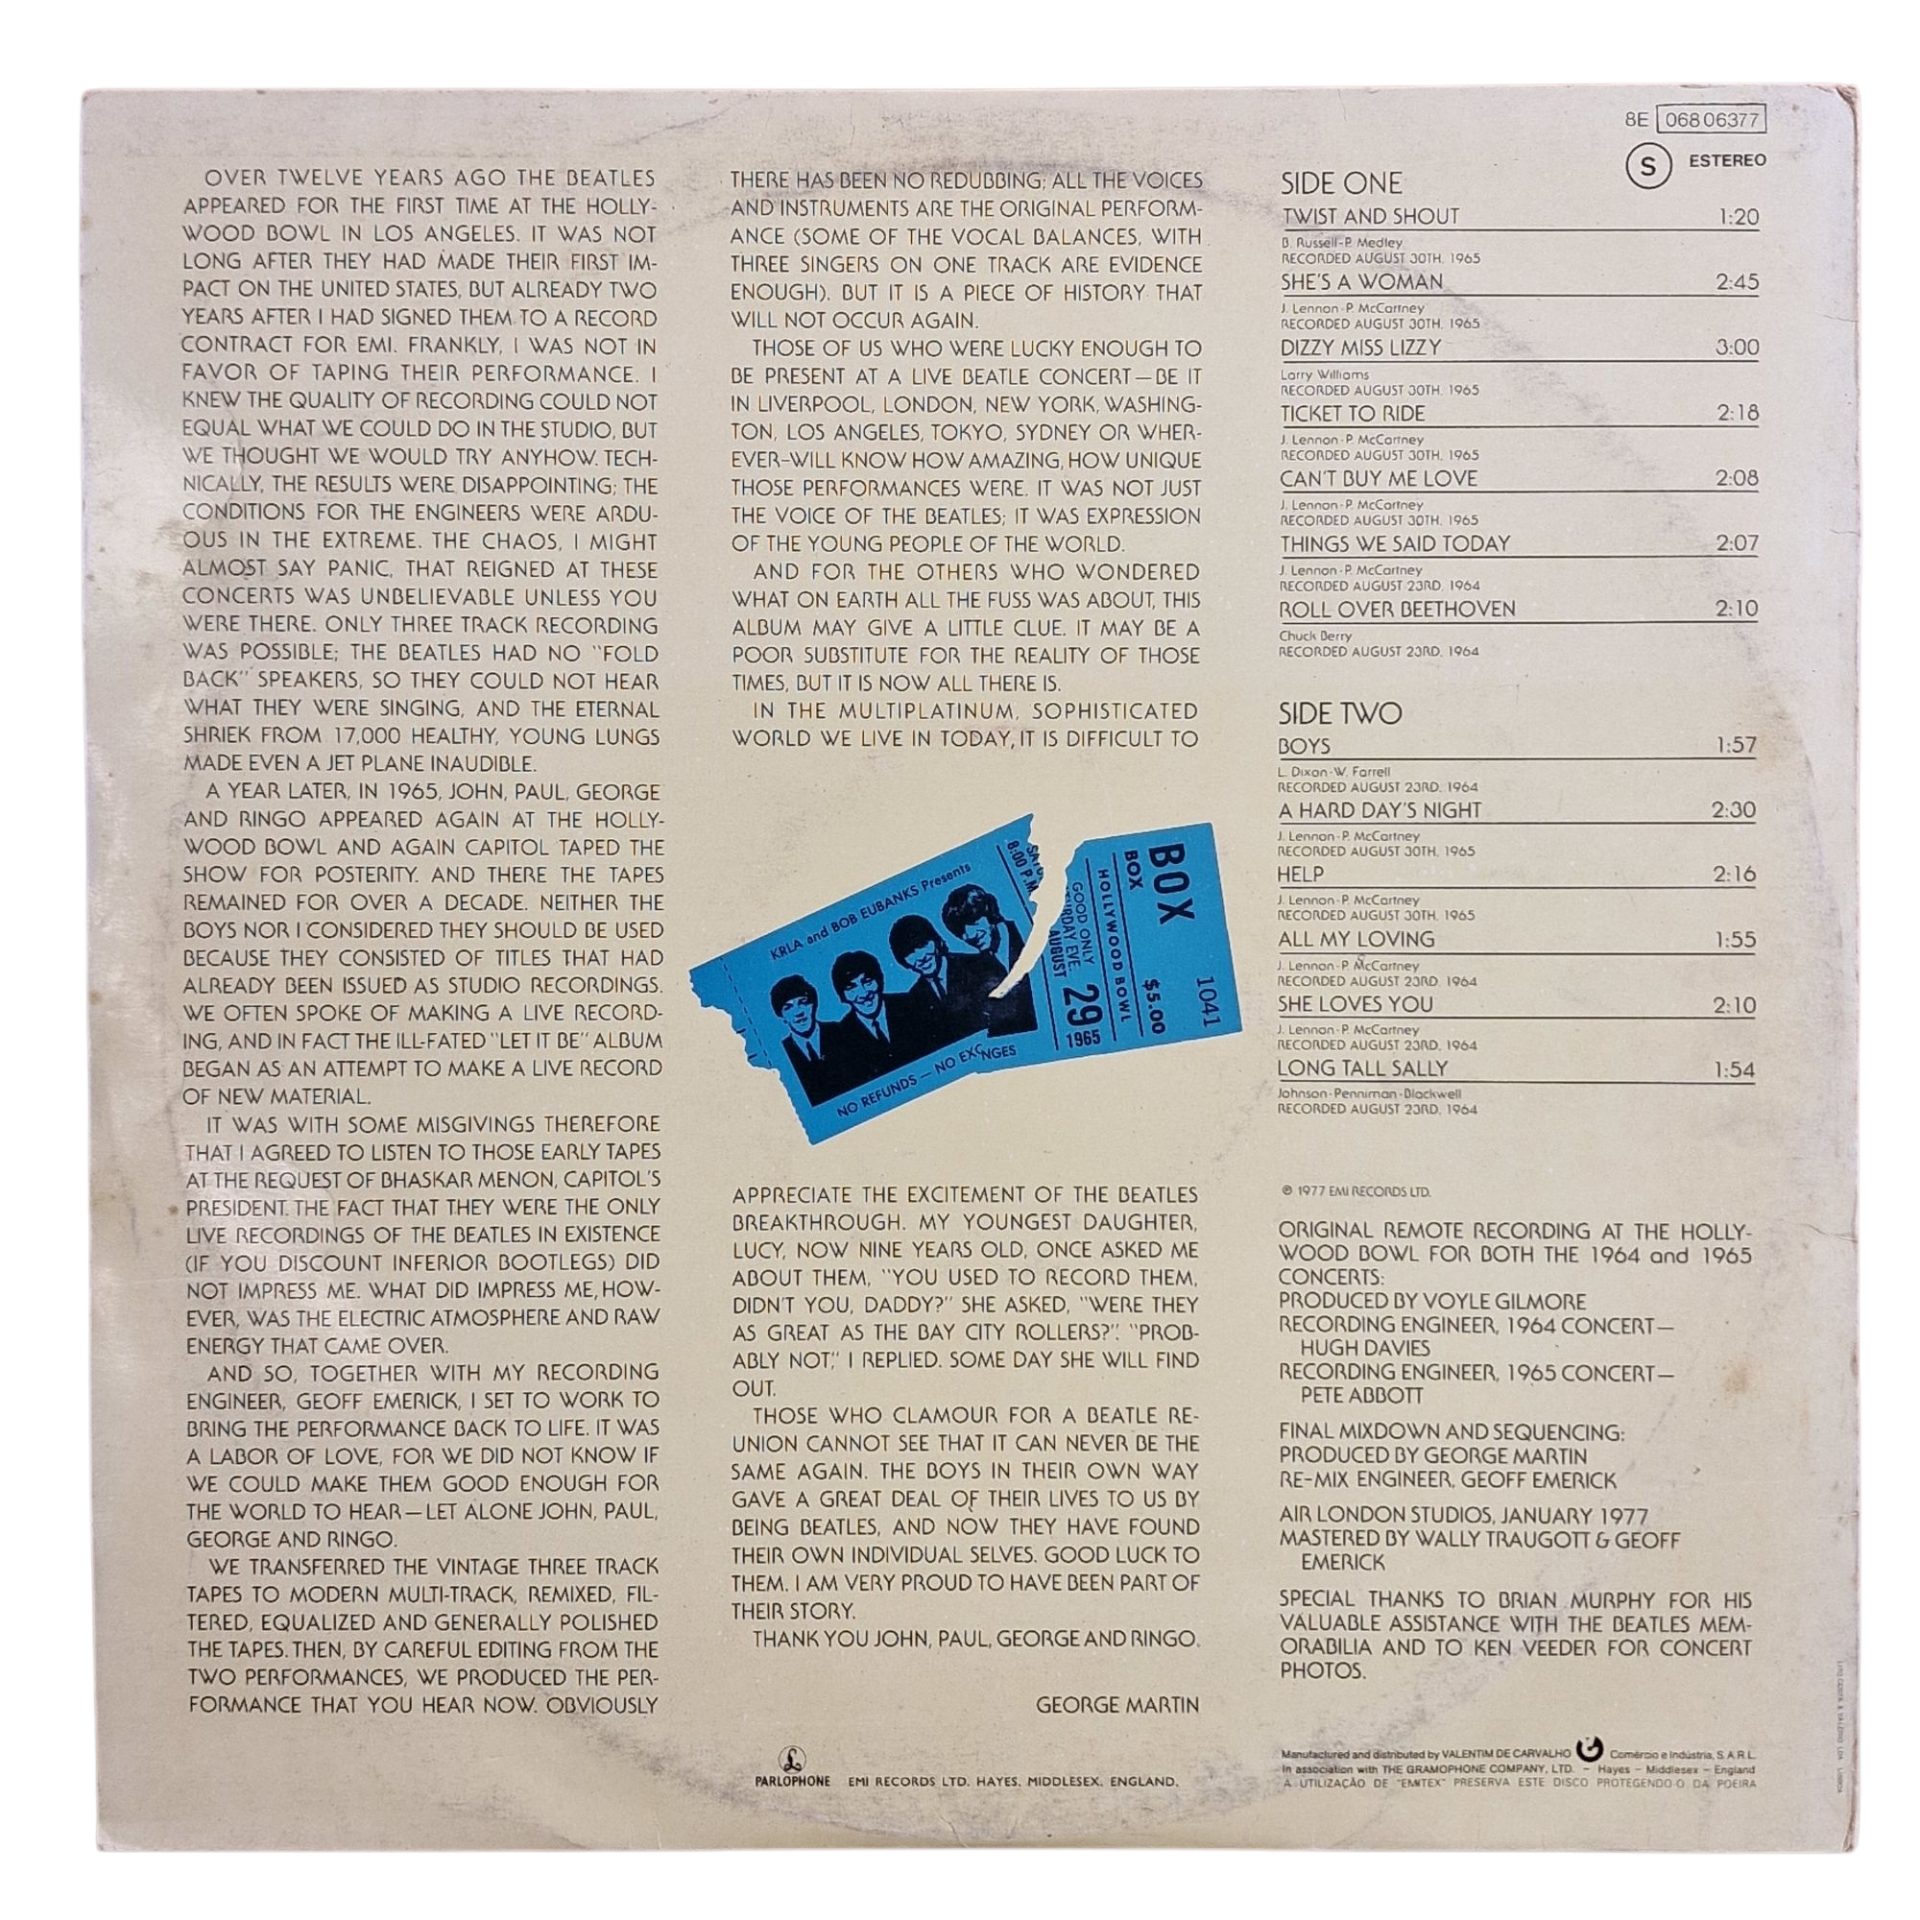 OVER TWELVE YEARS AGO THE BEATLES
APPEARED FOR THE FIRST TIME AT THE HOLLY-
WOOD BOWL IN LOS ANGELES. IT WAS NOT
LONG AFTER THEY HAD MADE THEIR FIRST IM-
PACT ON THE UNITED STATES, BUT ALREADY TWO
YEARS AFTER I HAD SIGNED THEM TO A RECORD
CONTRACT FOR EMI. FRANKLY, I WAS NOT IN
FAVOR OF TAPING THEIR PERFORMANCE. I
KNEW THE QUALITY OF RECORDING COULD NOT
EQUAL WHAT WE COULD DO IN THE STUDIO, BUT
WE THOUGHT WE WOULD TRY ANYHOW. TECH-
NICALLY, THE RESULTS WERE DISAPPOINTING; THE
CONDITIONS FOR THE ENGINEERS WERE ARDU-
OUS IN THE EXTREME. THE CHAOS, I MIGHT
ALMOST SAY PANIC, THAT REIGNED AT THESE
CONCERTS WAS UNBELIEVABLE UNLESS YOU
WERE THERE. ONLY THREE TRACK RECORDING
WAS POSSIBLE; THE BEATLES HAD NO "FOLD
BACK" SPEAKERS, SO THEY COULD NOT HEAR
WHAT THEY WERE SINGING, AND THE ETERNAL
SHRIEK FROM 17,000 HEALTHY, YOUNG LUNGS
MADE EVEN A JET PLANE INAUDIBLE.
A YEAR LATER, IN 1965, JOHN, PAUL, GEORGE
AND RINGO APPEARED AGAIN AT THE HOLLY-
WOOD BOWL AND AGAIN CAPITOL TAPED THE
SHOW FOR POSTERITY. AND THERE THE TAPES
REMAINED FOR OVER A DECADE. NEITHER THE
BOYS NOR I CONSIDERED THEY SHOULD BE USED
BECAUSE THEY CONSISTED OF TITLES THAT HAD
ALREADY BEEN ISSUED AS STUDIO RECORDINGS.
WE OFTEN SPOKE OF MAKING A LIVE RECORD-
ING, AND IN FACT THE ILL-FATED "LET IT BE" ALBUM
BEGAN AS AN ATTEMPT TO MAKE A LIVE RECORD
OF NEW MATERIAL.
IT WAS WITH SOME MISGIVINGS THEREFORE
THAT I AGREED TO LISTEN TO THOSE EARLY TAPES
AT THE REQUEST OF BHASKAR MENON, CAPITOL'S
PRESIDENT. THE FACT THAT THEY WERE THE ONLY
LIVE RECORDINGS OF THE BEATLES IN EXISTENCE
(IF YOU DISCOUNT INFERIOR BOOTLEGS) DID
NOT IMPRESS ME. WHAT DID IMPRESS ME, HOW-
EVER, WAS THE ELECTRIC ATMOSPHERE AND RAW
ENERGY THAT CAME OVER.
AND SO, TOGETHER WITH MY RECORDING
ENGINEER, GEOFF EMERICK, I SET TO WORK TO
BRING THE PERFORMANCE BACK TO LIFE. IT WAS
A LABOR OF LOVE, FOR WE DID NOT KNOW IF
WE COULD MAKE THEM GOOD ENOUGH FOR
THE WORLD TO HEAR—LET ALONE JOHN, PAUL,
GEORGE AND RINGO.
WE TRANSFERRED THE VINTAGE THREE TRACK
TAPES TO MODERN MULTI-TRACK, REMIXED, FIL-
TERED, EQUALIZED AND GENERALLY POLISHED
THE TAPES. THEN, BY CAREFUL EDITING FROM THE
TWO PERFORMANCES, WE PRODUCED THE PER-
FORMANCE THAT YOU HEAR NOW. OBVIOUSLY
THERE HAS BEEN NO REDUBBING; ALL THE VOICES
AND INSTRUMENTS ARE THE ORIGINAL PERFORM-
ANCE (SOME OF THE VOCAL BALANCES, WITH
THREE SINGERS ON ONE TRACK ARE EVIDENCE
ENOUGH). BUT IT IS A PIECE OF HISTORY THAT
WILL NOT OCCUR AGAIN.
THOSE OF US WHO WERE LUCKY ENOUGH TO
BE PRESENT AT A LIVE BEATLE CONCERT—BE IT
IN LIVERPOOL, LONDON, NEW YORK, WASHING-
TON, LOS ANGELES, TOKYO, SYDNEY OR WHER-
EVER-WILL KNOW HOW AMAZING, HOW UNIQUE
THOSE PERFORMANCES WERE. IT WAS NOT JUST
THE VOICE OF THE BEATLES; IT WAS EXPRESSION
OF THE YOUNG PEOPLE OF THE WORLD.
AND FOR THE OTHERS WHO WONDERED
WHAT ON EARTH ALL THE FUSS WAS ABOUT, THIS
ALBUM MAY GIVE A LITTLE CLUE. IT MAY BE A
POOR SUBSTITUTE FOR THE REALITY OF THOSE
TIMES, BUT IT IS NOW ALL THERE IS.
IN THE MULTIPLATINUM, SOPHISTICATED
WORLD WE LIVE IN TODAY, IT IS DIFFICULT TO
KRLA and BOB EUBANKS Presents
8:00 P.M.
NO REFUNDS — NO EXC NGES
GOOD ONLY
URDAY EVE.
AUGUST 29 1965
HOLLYWOOD BOWL
BOX
$5.00
BOX
1041
APPRECIATE THE EXCITEMENT OF THE BEATLES
BREAKTHROUGH. MY YOUNGEST DAUGHTER,
LUCY, NOW NINE YEARS OLD, ONCE ASKED ME
ABOUT THEM, "YOU USED TO RECORD THEM,
DIDN'T YOU, DADDY?" SHE ASKED, "WERE THEY
AS GREAT AS THE BAY CITY ROLLERS?". "PROB-
ABLY NOT," I REPLIED. SOME DAY SHE WILL FIND
OUT.
THOSE WHO CLAMOUR FOR A BEATLE RE-
UNION CANNOT SEE THAT IT CAN NEVER BE THE
SAME AGAIN. THE BOYS IN THEIR OWN WAY
GAVE A GREAT DEAL OF THEIR LIVES TO US BY
BEING BEATLES, AND NOW THEY HAVE FOUND
THEIR OWN INDIVIDUAL SELVES. GOOD LUCK TO
THEM. I AM VERY PROUD TO HAVE BEEN PART OF
THEIR STORY.
THANK YOU JOHN, PAUL, GEORGE AND RINGO.
GEORGE MARTIN
PARLOPHONE EMI RECORDS LTD. HAYES. MIDDLESEX. ENGLAND.
8E 068 06377
S ESTEREO
SIDE ONE
TWIST AND SHOUT 1:20
B. Russell-P. Medley
RECORDED AUGUST 30TH, 1965
SHE'S A WOMAN 2:45
J. Lennon-P. McCartney
RECORDED AUGUST 30TH, 1965
DIZZY MISS LIZZY 3:00
Larry Williams
RECORDED AUGUST 30TH, 1965
TICKET TO RIDE 2:18
J. Lennon-P. McCartney
RECORDED AUGUST 30TH, 1965
CAN'T BUY ME LOVE 2:08
J. Lennon-P. McCartney
RECORDED AUGUST 30TH, 1965
THINGS WE SAID TODAY 2:07
J. Lennon-P. McCartney
RECORDED AUGUST 23RD, 1964
ROLL OVER BEETHOVEN 2:10
Chuck Berry
RECORDED AUGUST 23RD, 1964
SIDE TWO
BOYS 1:57
L. Dixon-W. Farrell
RECORDED AUGUST 23RD, 1964
A HARD DAY'S NIGHT 2:30
J. Lennon-P. McCartney
RECORDED AUGUST 30TH, 1965
HELP 2:16
J. Lennon-P. McCartney
RECORDED AUGUST 30TH, 1965
ALL MY LOVING 1:55
J. Lennon-P. McCartney
RECORDED AUGUST 23RD, 1964
SHE LOVES YOU 2:10
J. Lennon-P. McCartney
RECORDED AUGUST 23RD, 1964
LONG TALL SALLY 1:54
Johnson-Penniman-Blackwell
RECORDED AUGUST 23RD, 1964
℗ 1977 EMI RECORDS LTD.
ORIGINAL REMOTE RECORDING AT THE HOLLY-
WOOD BOWL FOR BOTH THE 1964 and 1965
CONCERTS:
PRODUCED BY VOYLE GILMORE
RECORDING ENGINEER, 1964 CONCERT—
HUGH DAVIES
RECORDING ENGINEER, 1965 CONCERT—
PETE ABBOTT
FINAL MIXDOWN AND SEQUENCING:
PRODUCED BY GEORGE MARTIN
RE-MIX ENGINEER, GEOFF EMERICK
AIR LONDON STUDIOS, JANUARY 1977
MASTERED BY WALLY TRAUGOTT & GEOFF
EMERICK
SPECIAL THANKS TO BRIAN MURPHY FOR HIS
VALUABLE ASSISTANCE WITH THE BEATLES MEM-
ORABILIA AND TO KEN VEEDER FOR CONCERT
PHOTOS.
Manufactured and distributed by VALENTIM DE CARVALHO Comércio e Indústria, S.A.R.L.
In association with THE GRAMOPHONE COMPANY, LTD. - Hayes - Middlesex - England
A UTILIZAÇÃO DE "EMITEX" PRESERVA ESTE DISCO PROTEGENDO-O DA POEIRA